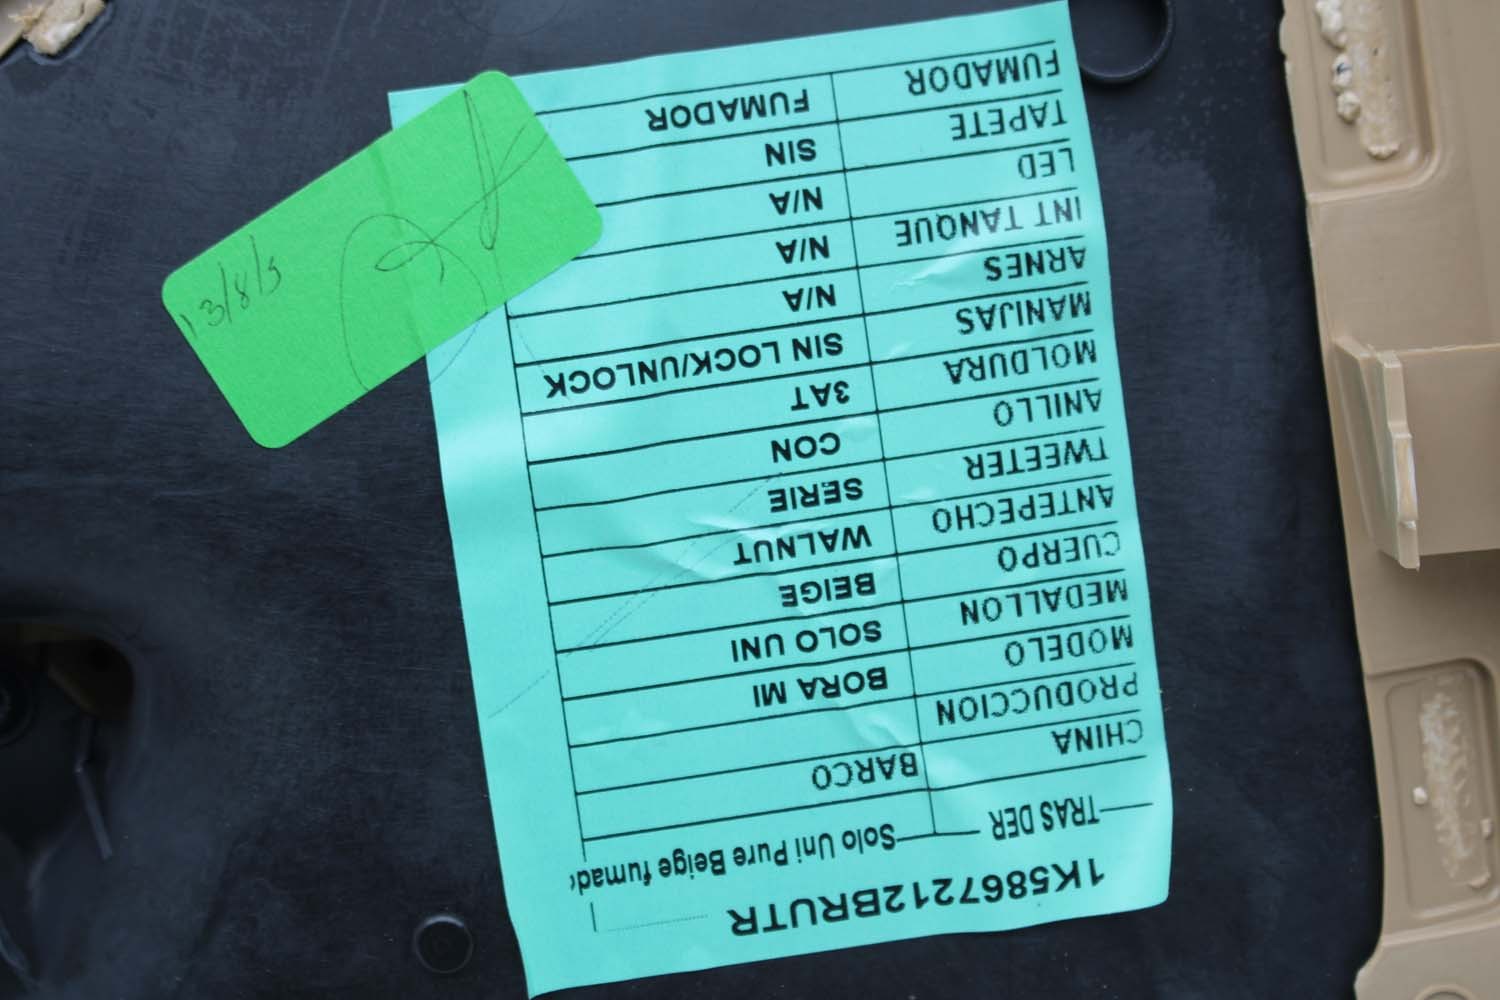 1K5867212BRUTR
TRAS DER Solo Uni Pure Beige fumad
CHINA BARCO
PRODUCCION
MODELO BORA MI
MEDALLON SOLO UNI
CUERPO BEIGE
ANTEPECHO WALNUT
TWEETER SERIE
ANILLO CON
MOLDURA 3AT
MANIJAS SIN LOCK/UNLOCK
ARNES N/A
INT TANQUE N/A
LED N/A
TAPETE SIN
FUMADOR FUMADOR
13/8/5